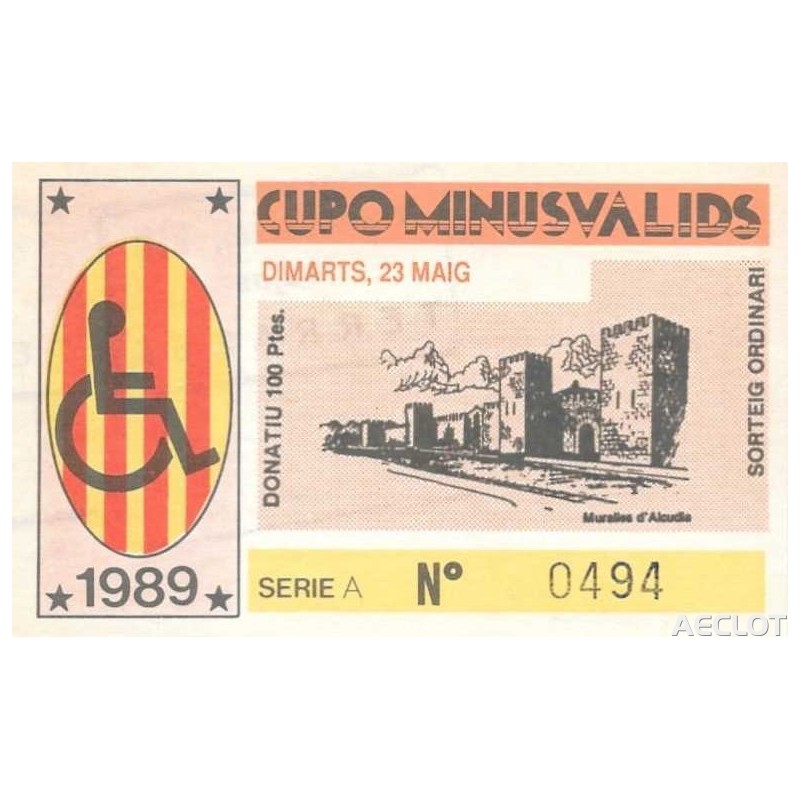 CUPO MINUSVALIDS
DIMARTS, 23 MAIG
DONATIU 100 Ptes.
SORTEIG ORDINARI
Muralles d'Alcudia
1989
SERIE A Nº 0494
AECLOT